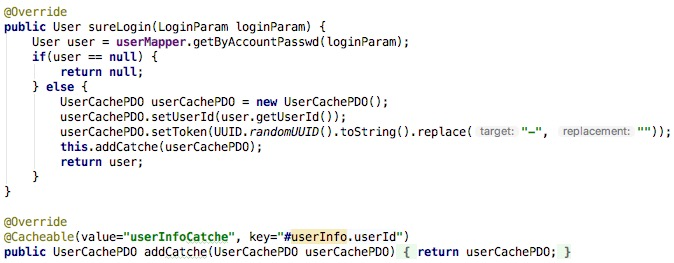 @Override
public User sureLogin(LoginParam loginParam) {
    User user = userMapper.getByAccountPasswd(loginParam);
    if(user == null) {
        return null;
    } else {
        UserCachePDO userCachePDO = new UserCachePDO();
        userCachePDO.setUserId(user.getUserId());
        userCachePDO.setToken(UUID.randomUUID().toString().replace( target: "-", replacement: ""));
        this.addCatche(userCachePDO);
        return user;
    }
}
@Override
@Cacheable(value="userInfoCatche", key="#userInfo.userId")
public UserCachePDO addCatche(UserCachePDO userCachePDO) { return userCachePDO; }